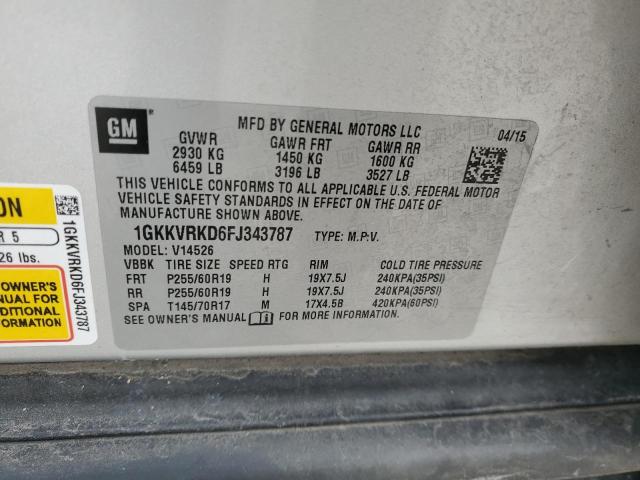 GM
MFD BY GENERAL MOTORS LLC
04/15
GVWR GAWR FRT GAWR RR
2930 KG 1450 KG 1600 KG
6459 LB 3196 LB 3527 LB
THIS VEHICLE CONFORMS TO ALL APPLICABLE U.S. FEDERAL MOTOR
VEHICLE SAFETY STANDARDS IN EFFECT ON THE DATE OF
MANUFACTURE SHOWN ABOVE.
1GKKVRKD6FJ343787 TYPE: M.P.V.
MODEL: V14526
VBBK TIRE SIZE SPEED RTG RIM COLD TIRE PRESSURE
FRT P255/60R19 H 19X7.5J 240KPA(35PSI)
RR P255/60R19 H 19X7.5J 240KPA(35PSI)
SPA T145/70R17 M 17X4.5B 420KPA(60PSI)
SEE OWNER'S MANUAL FOR MORE INFORMATION.
ON
R 5
26 lbs.
OWNER'S
MANUAL FOR
ADDITIONAL
INFORMATION
1GKKVRKD6FJ343787